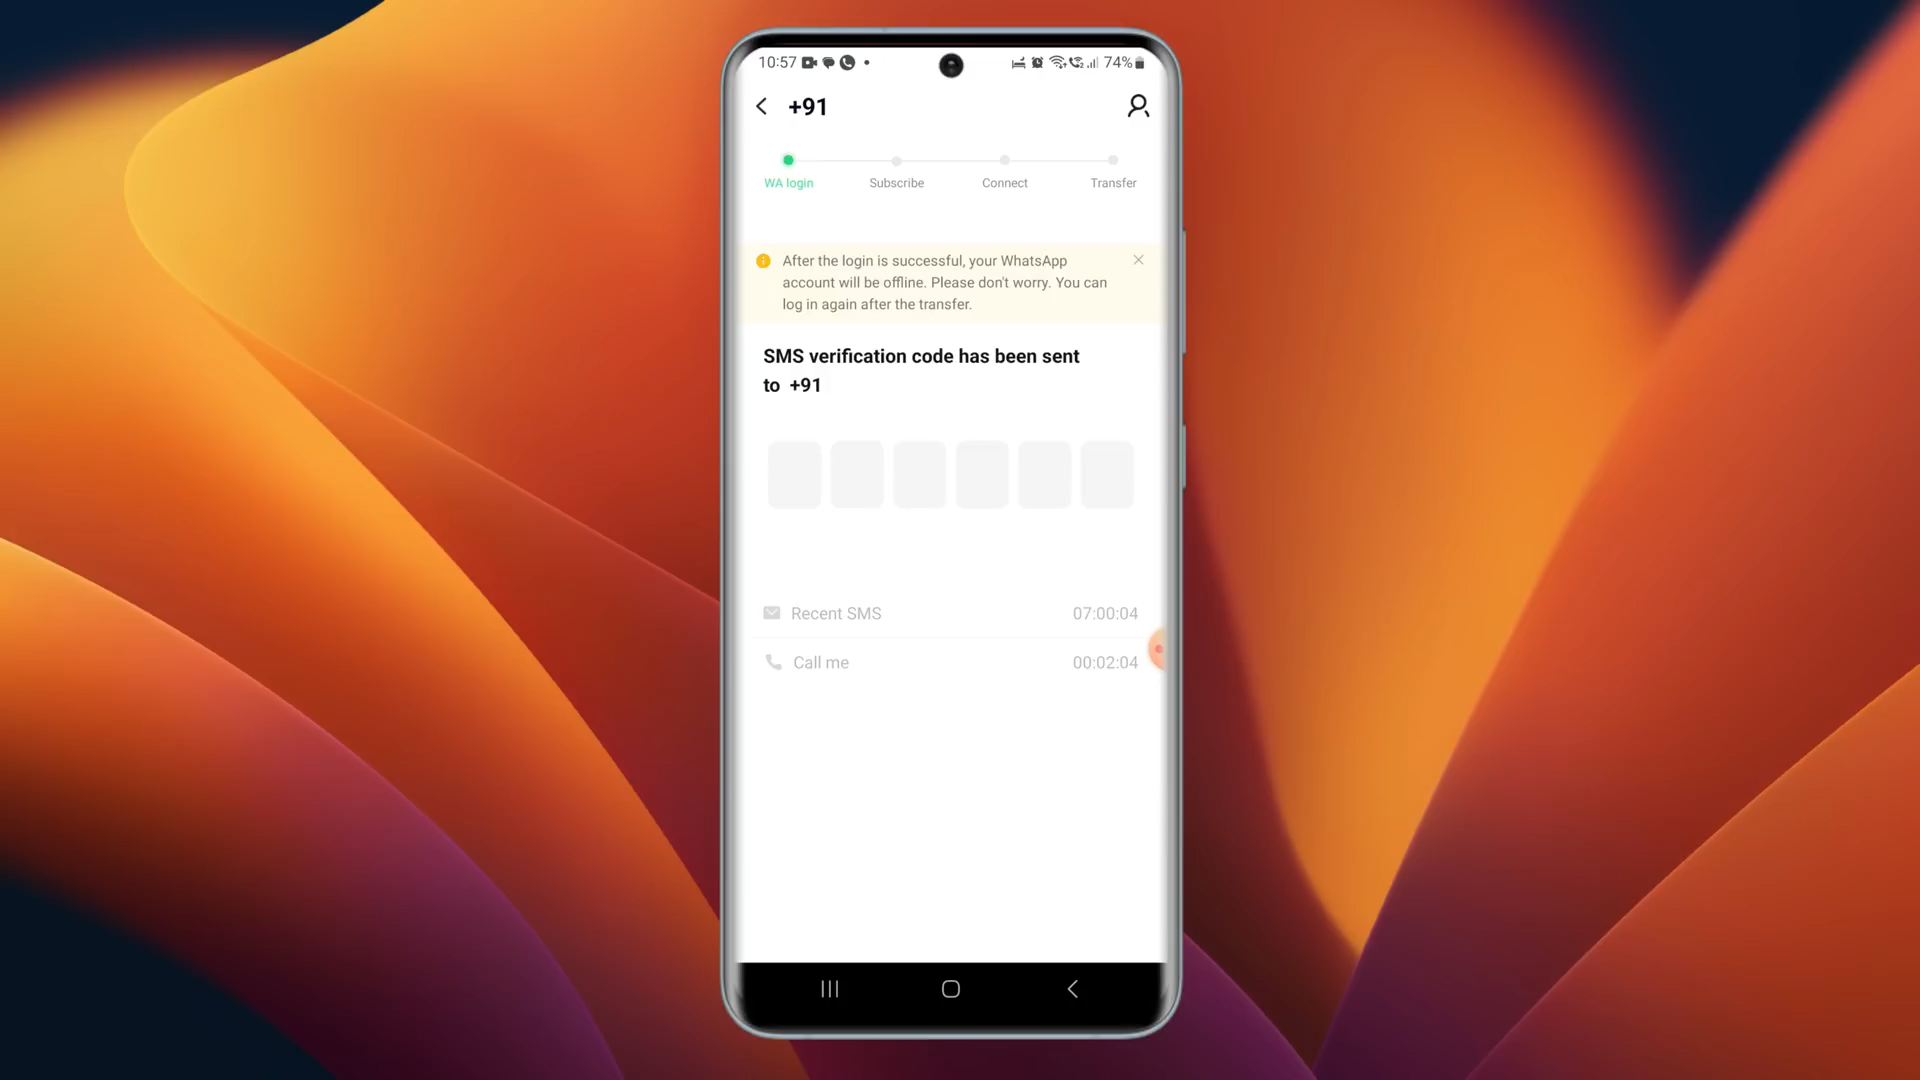 10:57
74%
+91
WA login
Subscribe
Connect
Transfer
After the login is successful, your WhatsApp
account will be offline. Please don't worry. You can
log in again after the transfer.
SMS verification code has been sent
to +91
Recent SMS
07:00:04
Call me
00:02:04